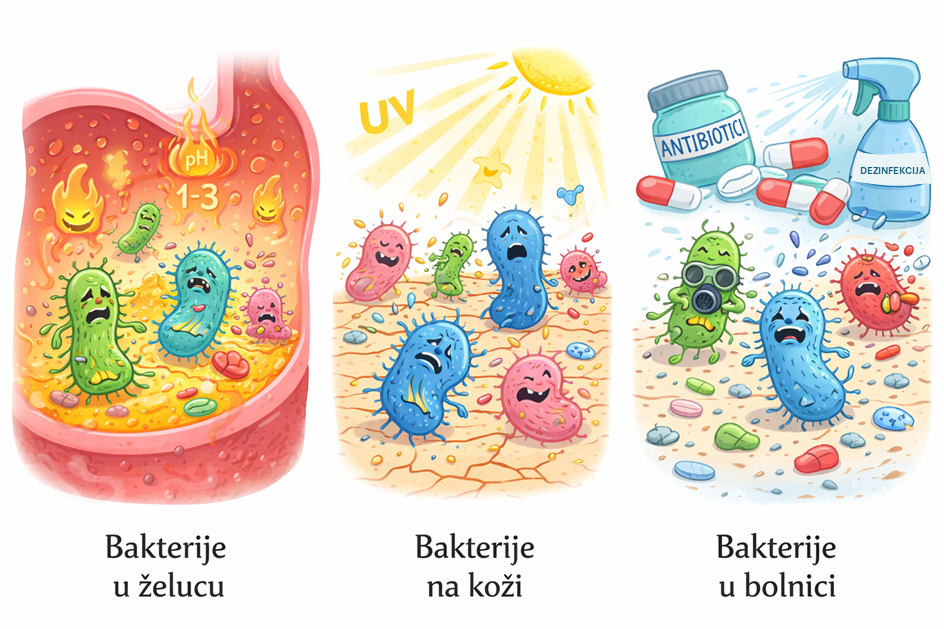 pH
1-3
UV
ANTIBIOTICI
DEZINFEKCIJA
Bakterije
u želucu
Bakterije
na koži
Bakterije
u bolnici